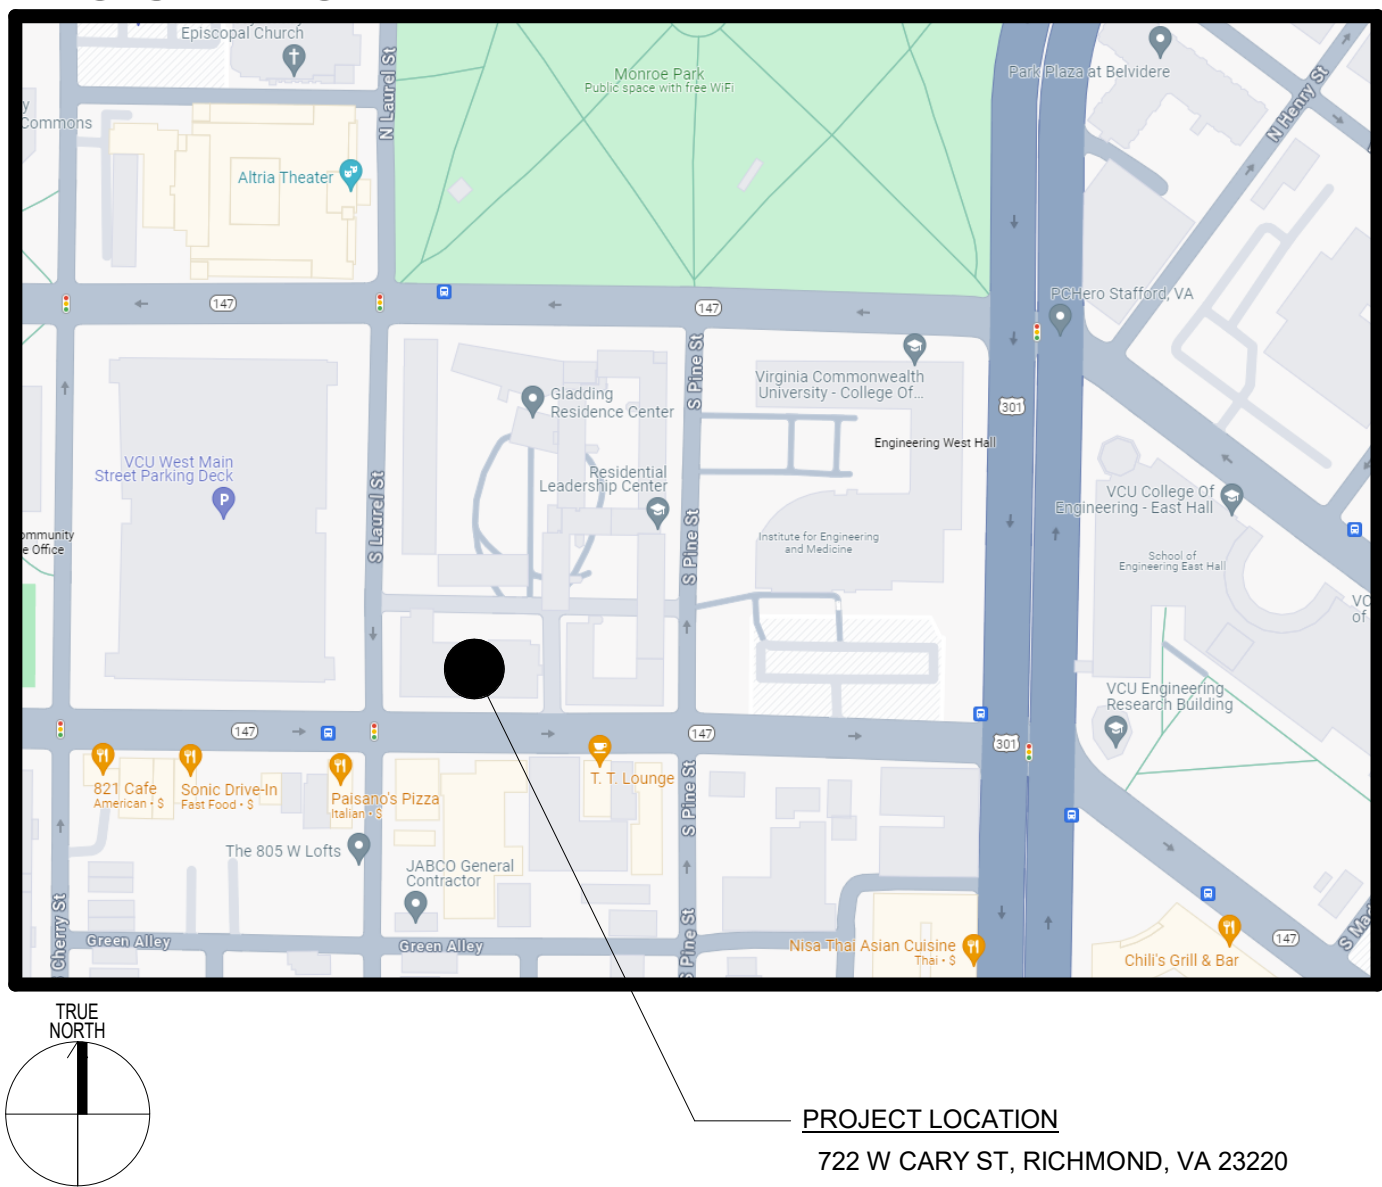 Episcopal Church
N Laurel St
Monroe Park
Public space with free WiFi
Park Plaza at Belvidere
N Henry St
Commons
Altria Theater
147
147
PCHero Stafford, VA
S Pine St
Virginia Commonwealth
University - College Of...
Gladding
Residence Center
301
Engineering West Hall
VCU West Main
Street Parking Deck
P
S Laurel St
Residential
Leadership Center
S Pine St
VCU College Of
Engineering - East Hall
ommunity
e Office
Institute for Engineering
and Medicine
School of
Engineering East Hall
VC
of
VCU Engineering
Research Building
147
147
301
821 Cafe
American • $
Sonic Drive-In
Fast Food • $
Paisano's Pizza
Italian • $
T. T. Lounge
S Pine St
The 805 W Lofts
JABCO General
Contractor
S Cherry St
Green Alley
Green Alley
S Pine St
Nisa Thai Asian Cuisine
Thai • $
Chili's Grill & Bar
147
S Mad
TRUE
NORTH
PROJECT LOCATION
722 W CARY ST, RICHMOND, VA 23220